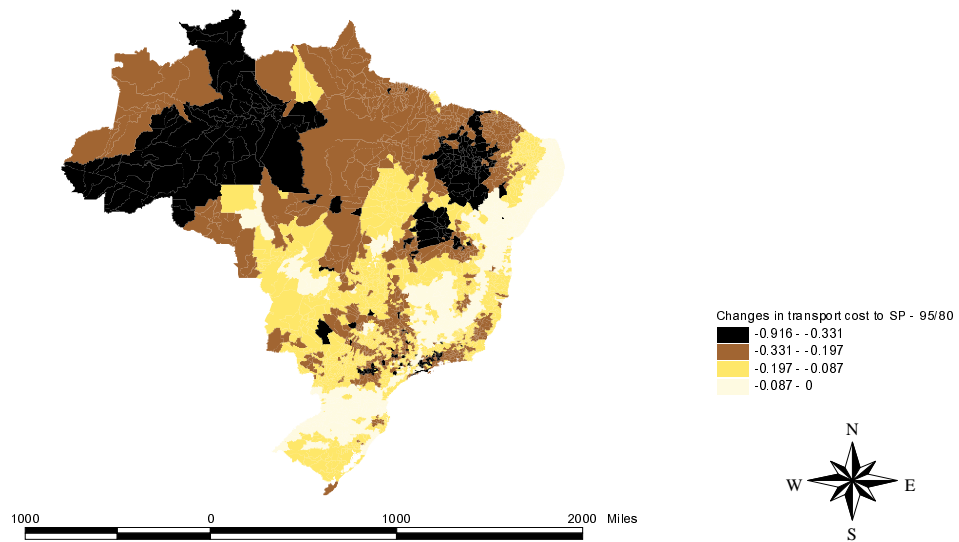 Changes in transport cost to SP - 95/80
-0.916 - -0.331
-0.331 - -0.197
-0.197 - -0.087
-0.087 - 0
N
W E
S
1000 0 1000 2000 Miles